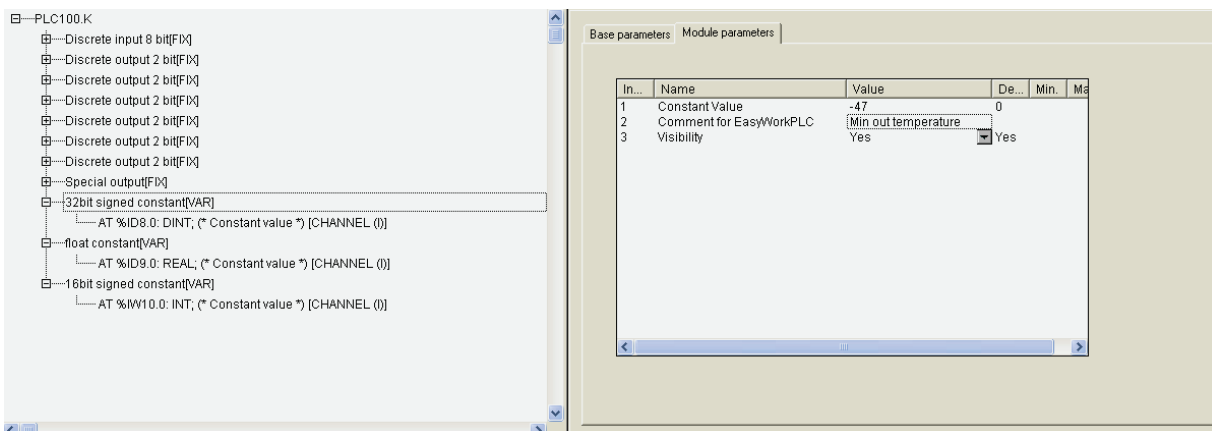 PLC100.K
Discrete input 8 bit[FIX]
Discrete output 2 bit[FIX]
Discrete output 2 bit[FIX]
Discrete output 2 bit[FIX]
Discrete output 2 bit[FIX]
Discrete output 2 bit[FIX]
Discrete output 2 bit[FIX]
Special output[FIX]
32bit signed constant[VAR]
AT %ID8.0: DINT; (* Constant value *) [CHANNEL (I)]
float constant[VAR]
AT %ID9.0: REAL; (* Constant value *) [CHANNEL (I)]
16bit signed constant[VAR]
AT %IW10.0: INT; (* Constant value *) [CHANNEL (I)]
Base parameters Module parameters
In... Name Value De... Min. Ma
1 Constant Value -47 0
2 Comment for EasyWorkPLC Min out temperature
3 Visibility Yes Yes